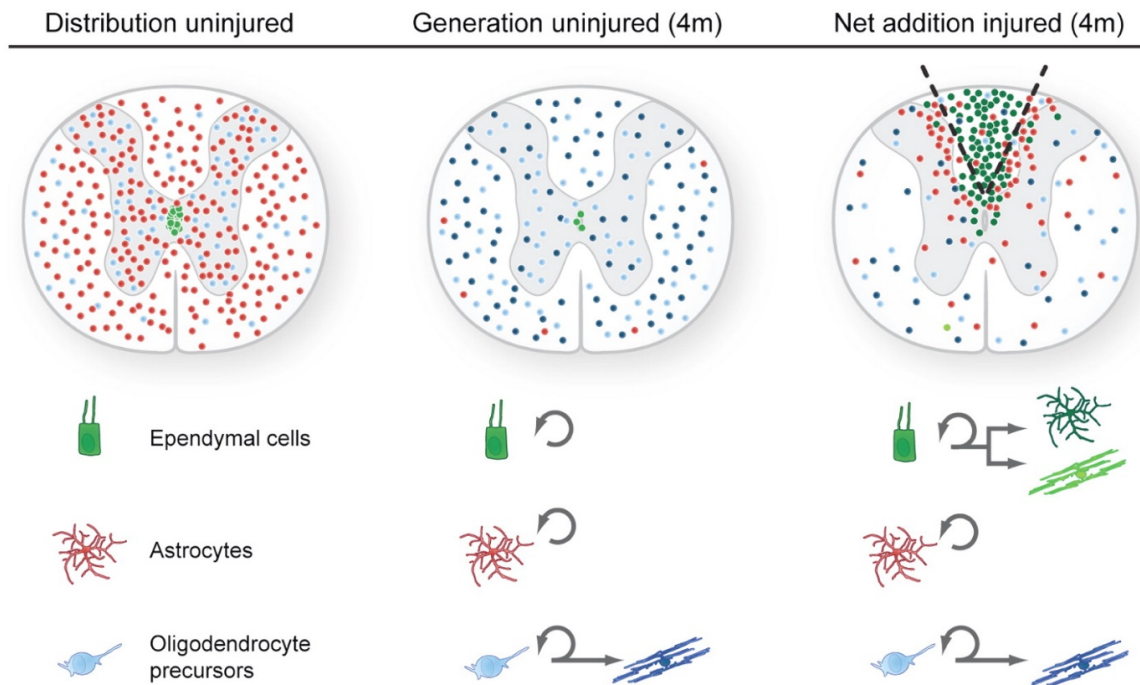 Distribution uninjured
Generation uninjured (4m)
Net addition injured (4m)
Ependymal cells
Astrocytes
Oligodendrocyte
precursors